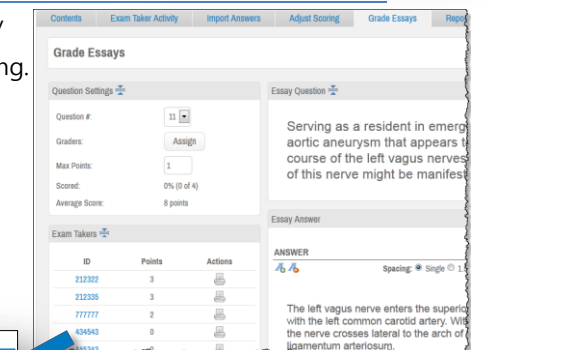 Contents Exam Taker Activity Import Answers Adjust Scoring Grade Essays
ng.
Grade Essays
Question Settings
Question #: 11
Graders: Assign
Max Points: 1
Scored: 0% (0 of 4)
Average Score: 8 points
Exam Takers
ID Points Actions
212322 3
212335 3
777777 2
434543 0
Essay Question
Serving as a resident in emerg
aortic aneurysm that appears t
course of the left vagus nerves
of this nerve might be manifest
Essay Answer
ANSWER
Spacing: Single
The left vagus nerve enters the superio
with the left common carotid artery. Wit
the nerve crosses lateral to the arch of
ligamentum arteriosum.